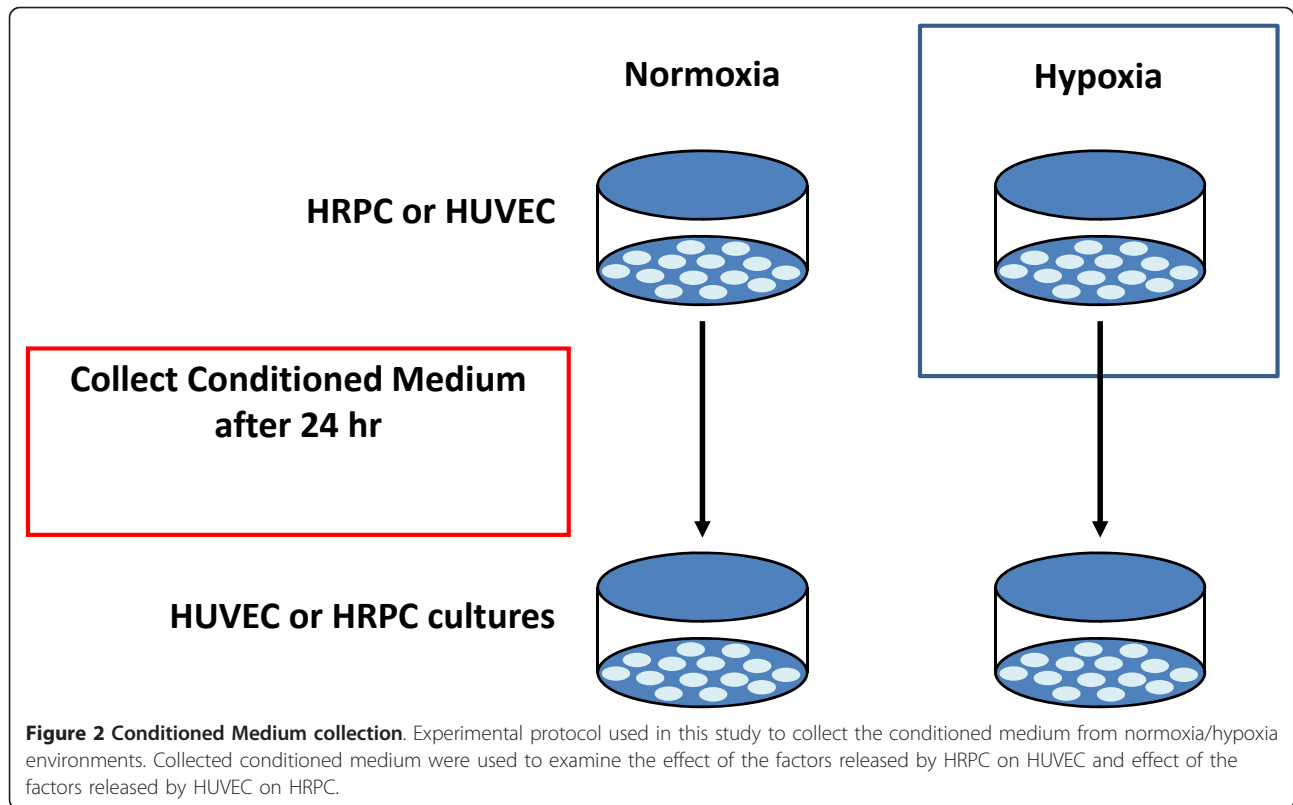 Normoxia
Hypoxia
HRPC or HUVEC
Collect Conditioned Medium
after 24 hr
HUVEC or HRPC cultures
Figure 2 Conditioned Medium collection. Experimental protocol used in this study to collect the conditioned medium from normoxia/hypoxia
environments. Collected conditioned medium were used to examine the effect of the factors released by HRPC on HUVEC and effect of the
factors released by HUVEC on HRPC.